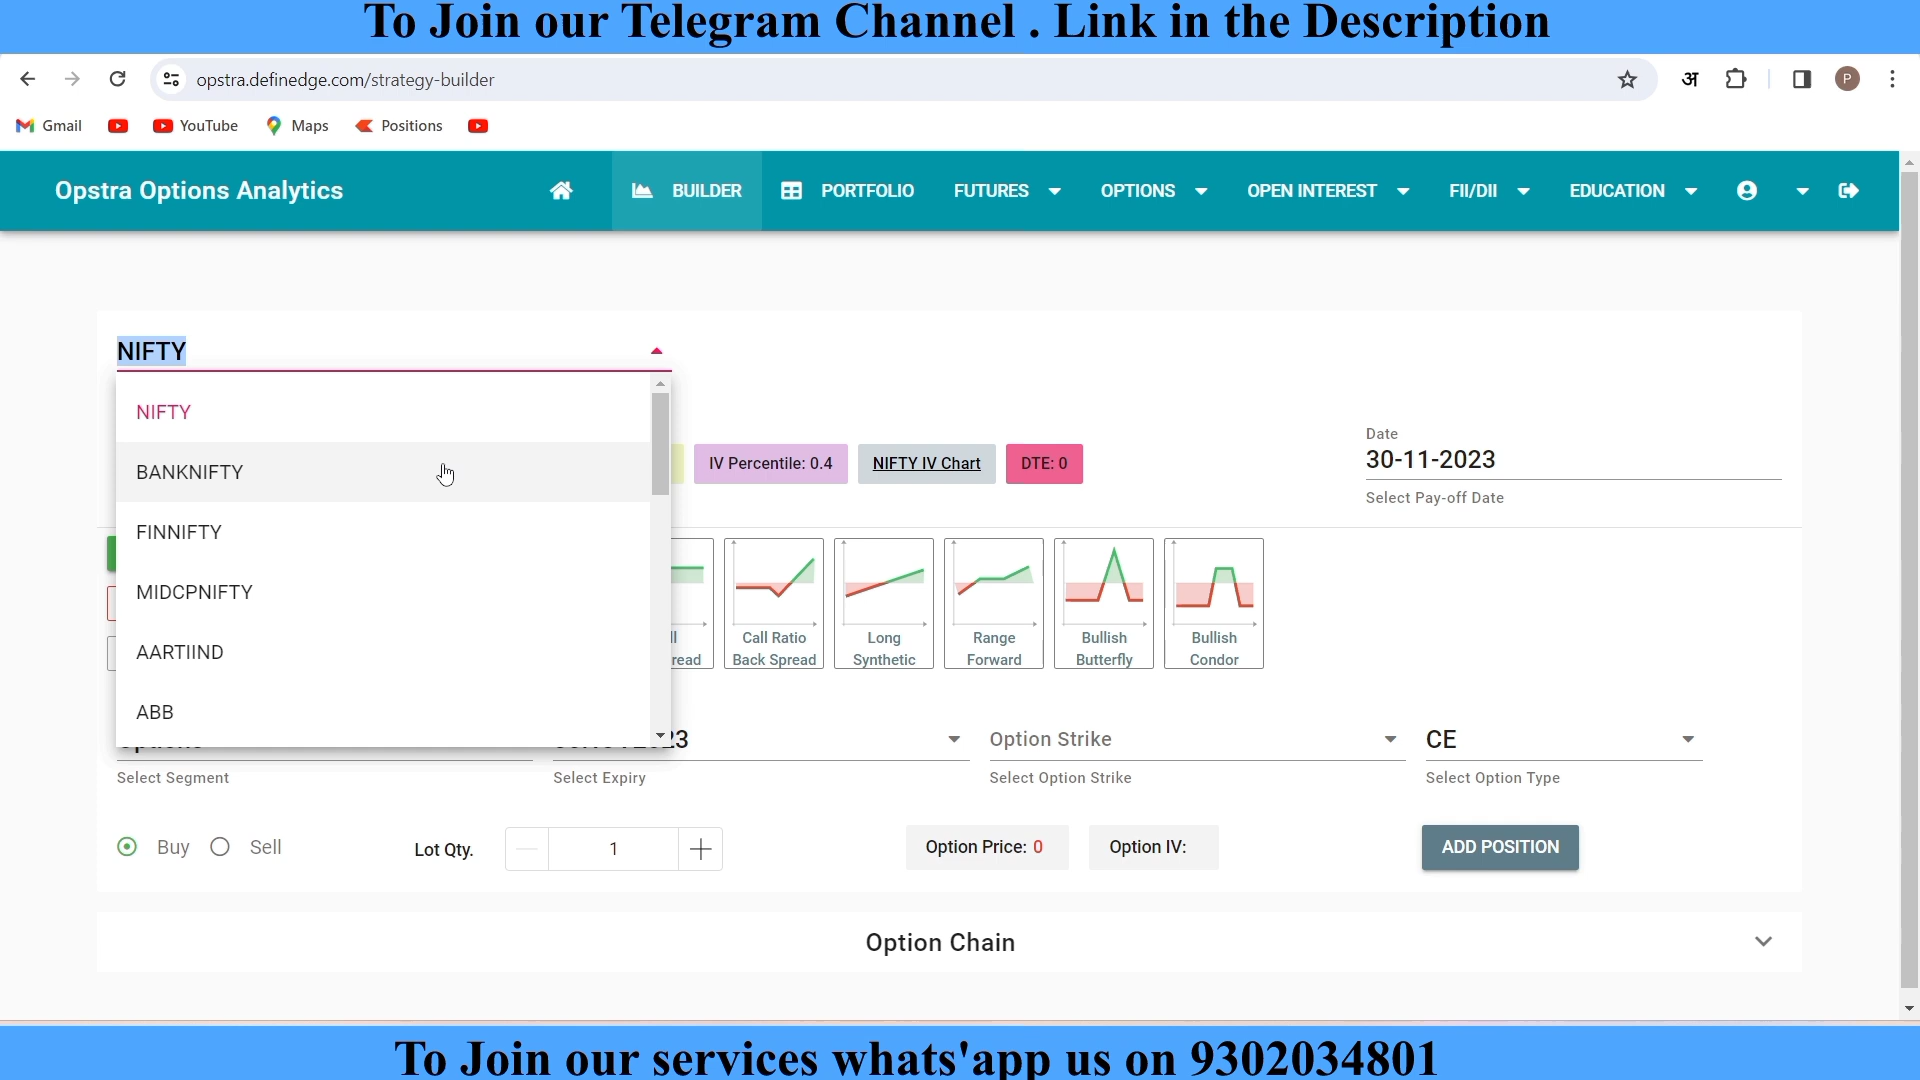 To Join our Telegram Channel . Link in the Description
opstra.definedge.com/strategy-builder
अ
P
Gmail
YouTube
Maps
Positions
Opstra Options Analytics
BUILDER
PORTFOLIO
FUTURES
OPTIONS
OPEN INTEREST
FII/DII
EDUCATION
NIFTY
NIFTY
BANKNIFTY
FINNIFTY
MIDCPNIFTY
AARTIIND
ABB
IV Percentile: 0.4
NIFTY IV Chart
DTE: 0
Date
30-11-2023
Select Pay-off Date
Call Ratio
Back Spread
Long
Synthetic
Range
Forward
Bullish
Butterfly
Bullish
Condor
Option Strike
CE
Select Segment
Select Expiry
Select Option Strike
Select Option Type
Buy
Sell
Lot Qty.
1
Option Price: 0
Option IV:
ADD POSITION
Option Chain
To Join our services whats'app us on 9302034801